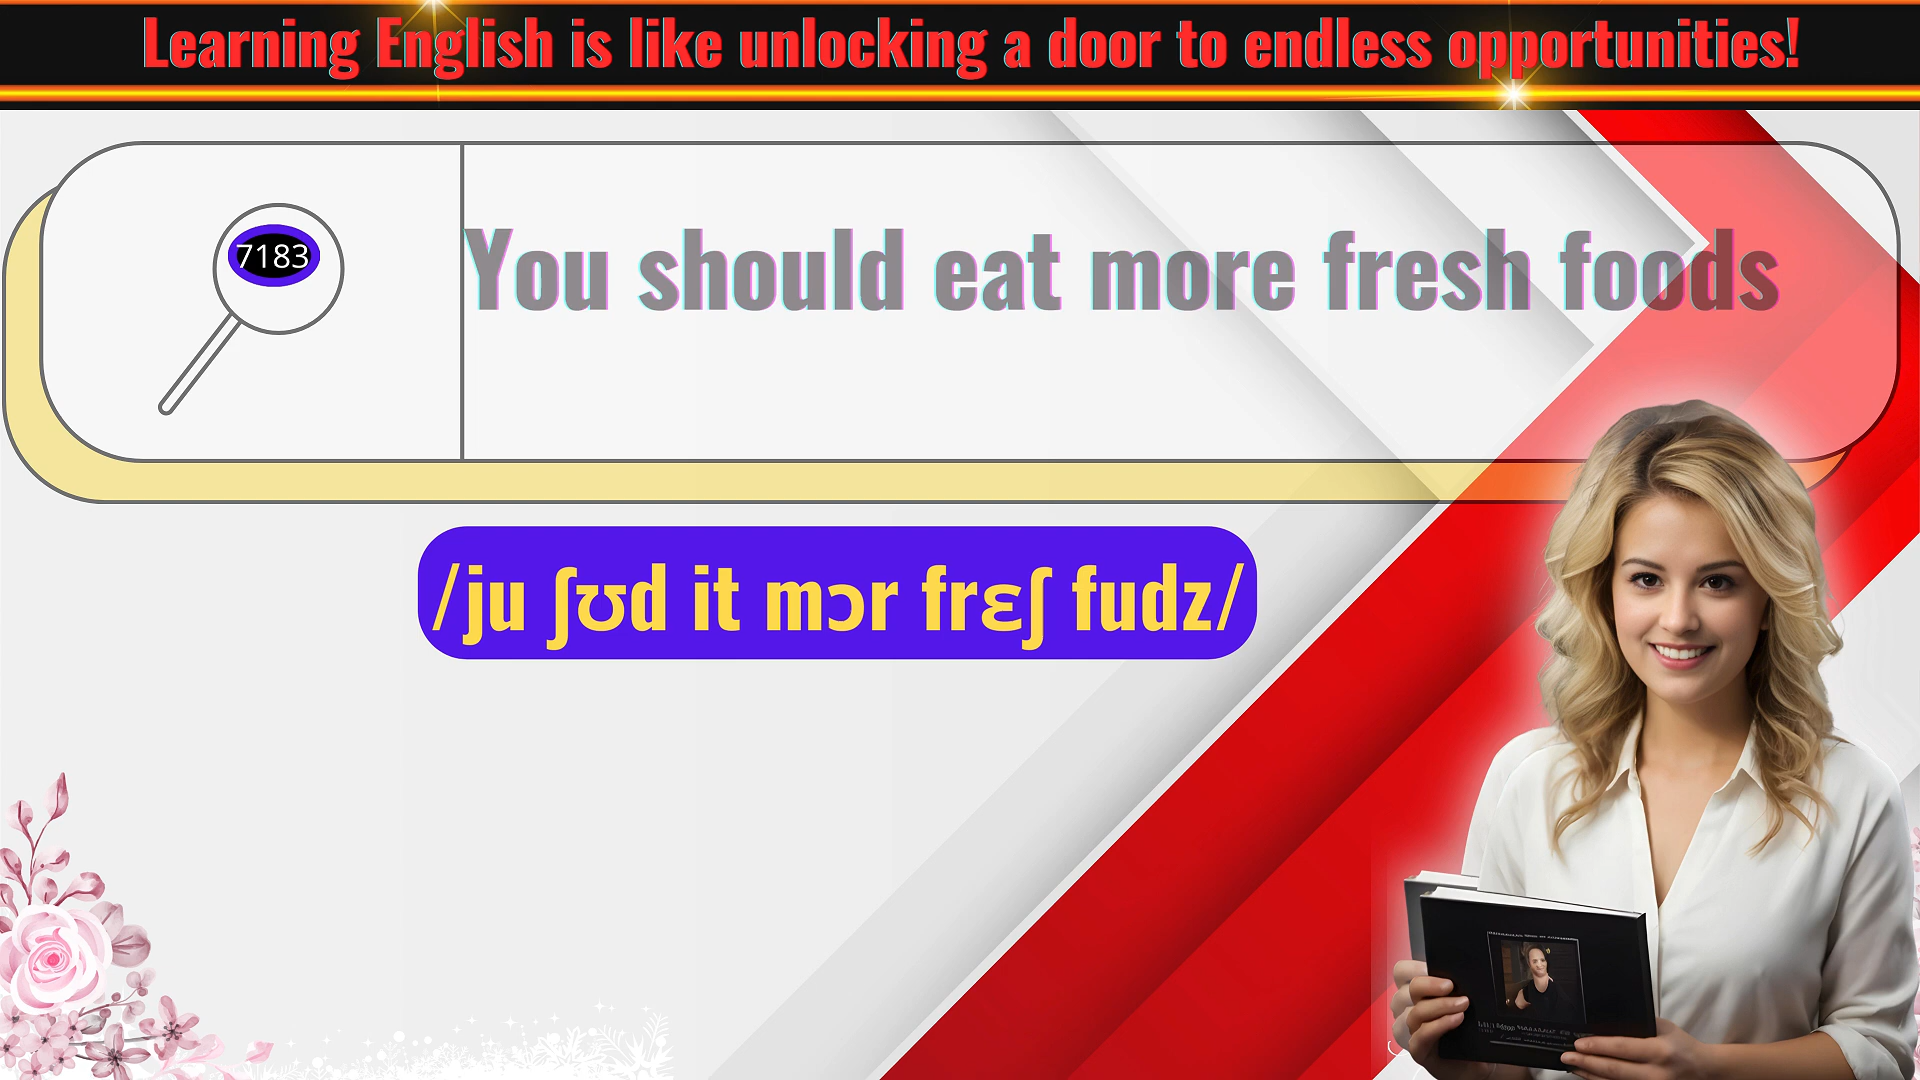 Learning English is like unlocking a door to endless opportunities!
7183
You should eat more fresh foods
/ju ʃʊd it mɔr frɛʃ fudz/